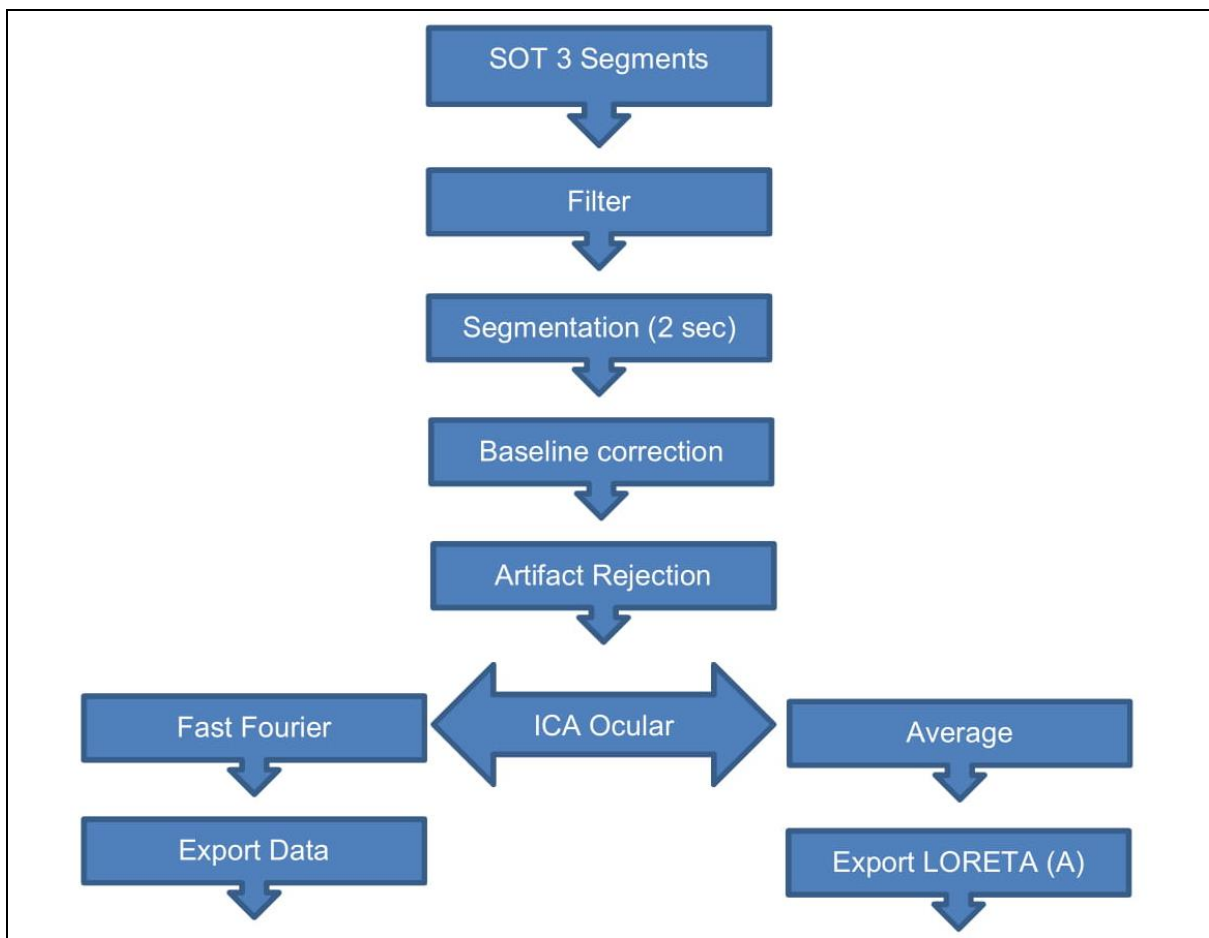 SOT 3 Segments
Filter
Segmentation (2 sec)
Baseline correction
Artifact Rejection
ICA Ocular
Fast Fourier
Average
Export Data
Export LORETA (A)